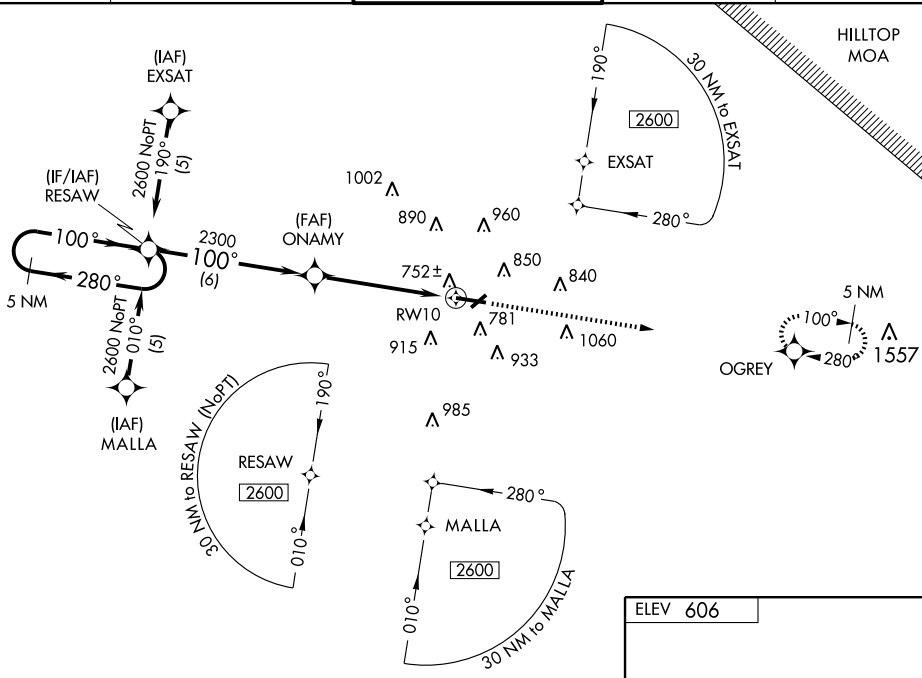 HILLTOP
MOA
(IAF)
EXSAT
2600 NoPT
190°
(5)
190°
30 NM to EXSAT
2600
EXSAT
280°
(IF/IAF)
RESAW
1002
890
960
(FAF)
ONAMY
100°
2300
100°
(6)
850
752±
840
280°
5 NM
RW10
781
1060
5 NM
100°
280°
1557
OGREY
2600 NoPT
010°
(5)
915
933
(IAF)
MALLA
985
30 NM to RESAW (NoPT)
190°
RESAW
2600
010°
280°
MALLA
2600
010°
30 NM to MALLA
ELEV 606